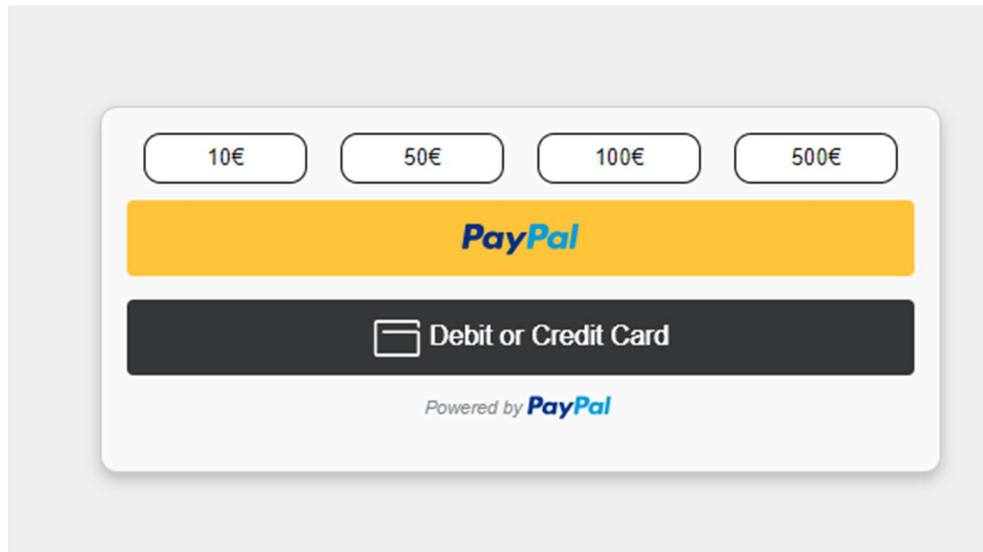 10€ 50€ 100€ 500€
PayPal
Debit or Credit Card
Powered by PayPal